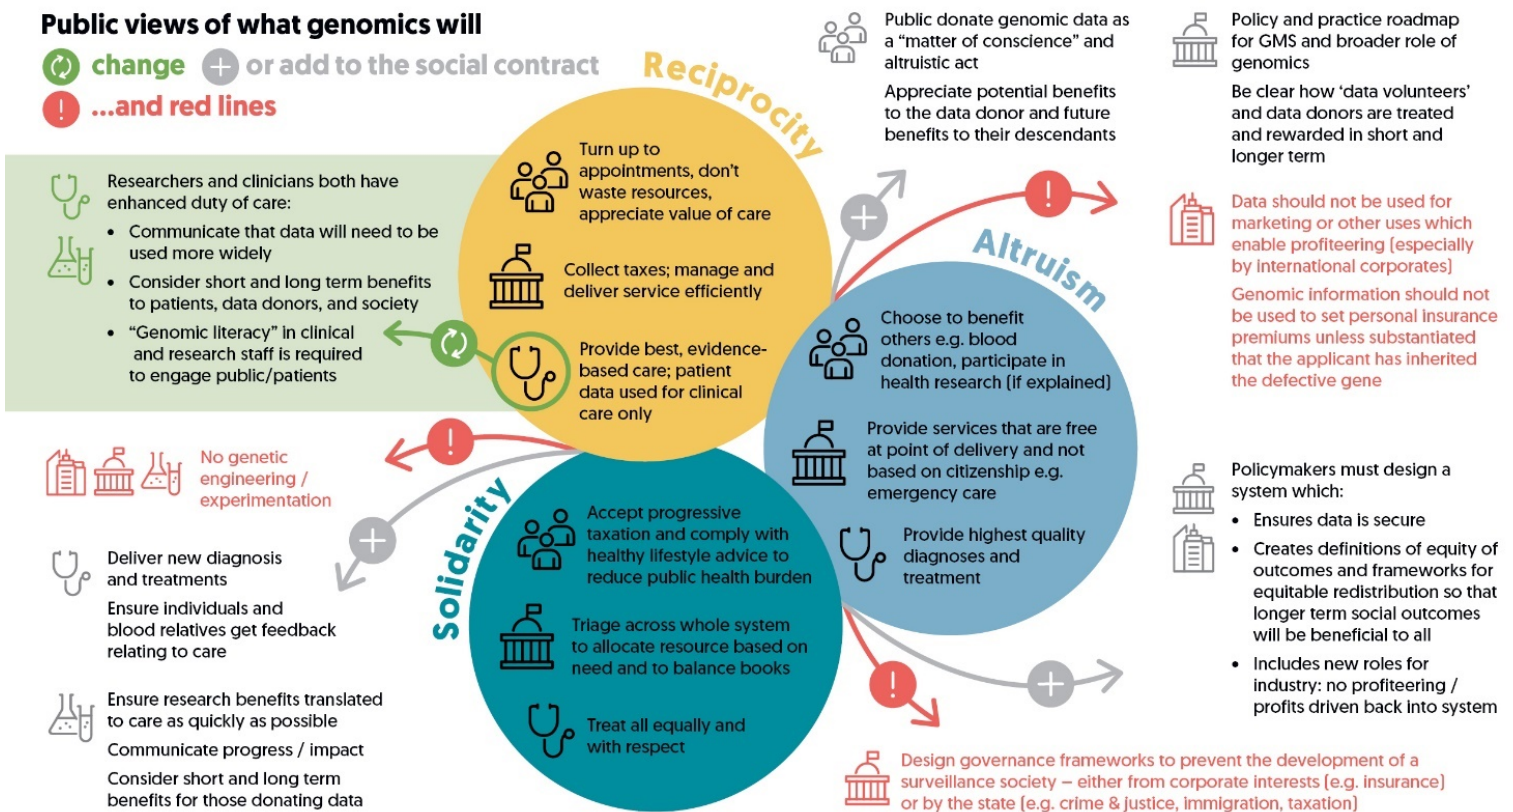 Public views of what genomics will
change + or add to the social contract
! ...and red lines
Reciprocity
Turn up to
appointments, don't
waste resources,
appreciate value of care
Collect taxes; manage and
deliver service efficiently
Provide best, evidence-
based care; patient
data used for clinical
care only
Researchers and clinicians both have
enhanced duty of care:
• Communicate that data will need to be
used more widely
• Consider short and long term benefits
to patients, data donors, and society
• “Genomic literacy” in clinical
and research staff is required
to engage public/patients
!
No genetic
engineering /
experimentation
+
Deliver new diagnosis
and treatments
Ensure individuals and
blood relatives get feedback
relating to care
Ensure research benefits translated
to care as quickly as possible
Communicate progress / impact
Consider short and long term
benefits for those donating data
Solidarity
Accept progressive
taxation and comply with
healthy lifestyle advice to
reduce public health burden
Triage across whole system
to allocate resource based on
need and to balance books
Treat all equally and
with respect
Altruism
Choose to benefit
others e.g. blood
donation, participate in
health research (if explained)
Provide services that are free
at point of delivery and not
based on citizenship e.g.
emergency care
Provide highest quality
diagnoses and
treatment
+
Public donate genomic data as
a “matter of conscience” and
altruistic act
Appreciate potential benefits
to the data donor and future
benefits to their descendants
Policy and practice roadmap
for GMS and broader role of
genomics
Be clear how ‘data volunteers’
and data donors are treated
and rewarded in short and
longer term
!
Data should not be used for
marketing or other uses which
enable profiteering (especially
by international corporates)
Genomic information should not
be used to set personal insurance
premiums unless substantiated
that the applicant has inherited
the defective gene
+
Policymakers must design a
system which:
• Ensures data is secure
• Creates definitions of equity of
outcomes and frameworks for
equitable redistribution so that
longer term social outcomes
will be beneficial to all
• Includes new roles for
industry: no profiteering /
profits driven back into system
!
Design governance frameworks to prevent the development of a
surveillance society – either from corporate interests (e.g. insurance)
or by the state (e.g. crime & justice, immigration, taxation)